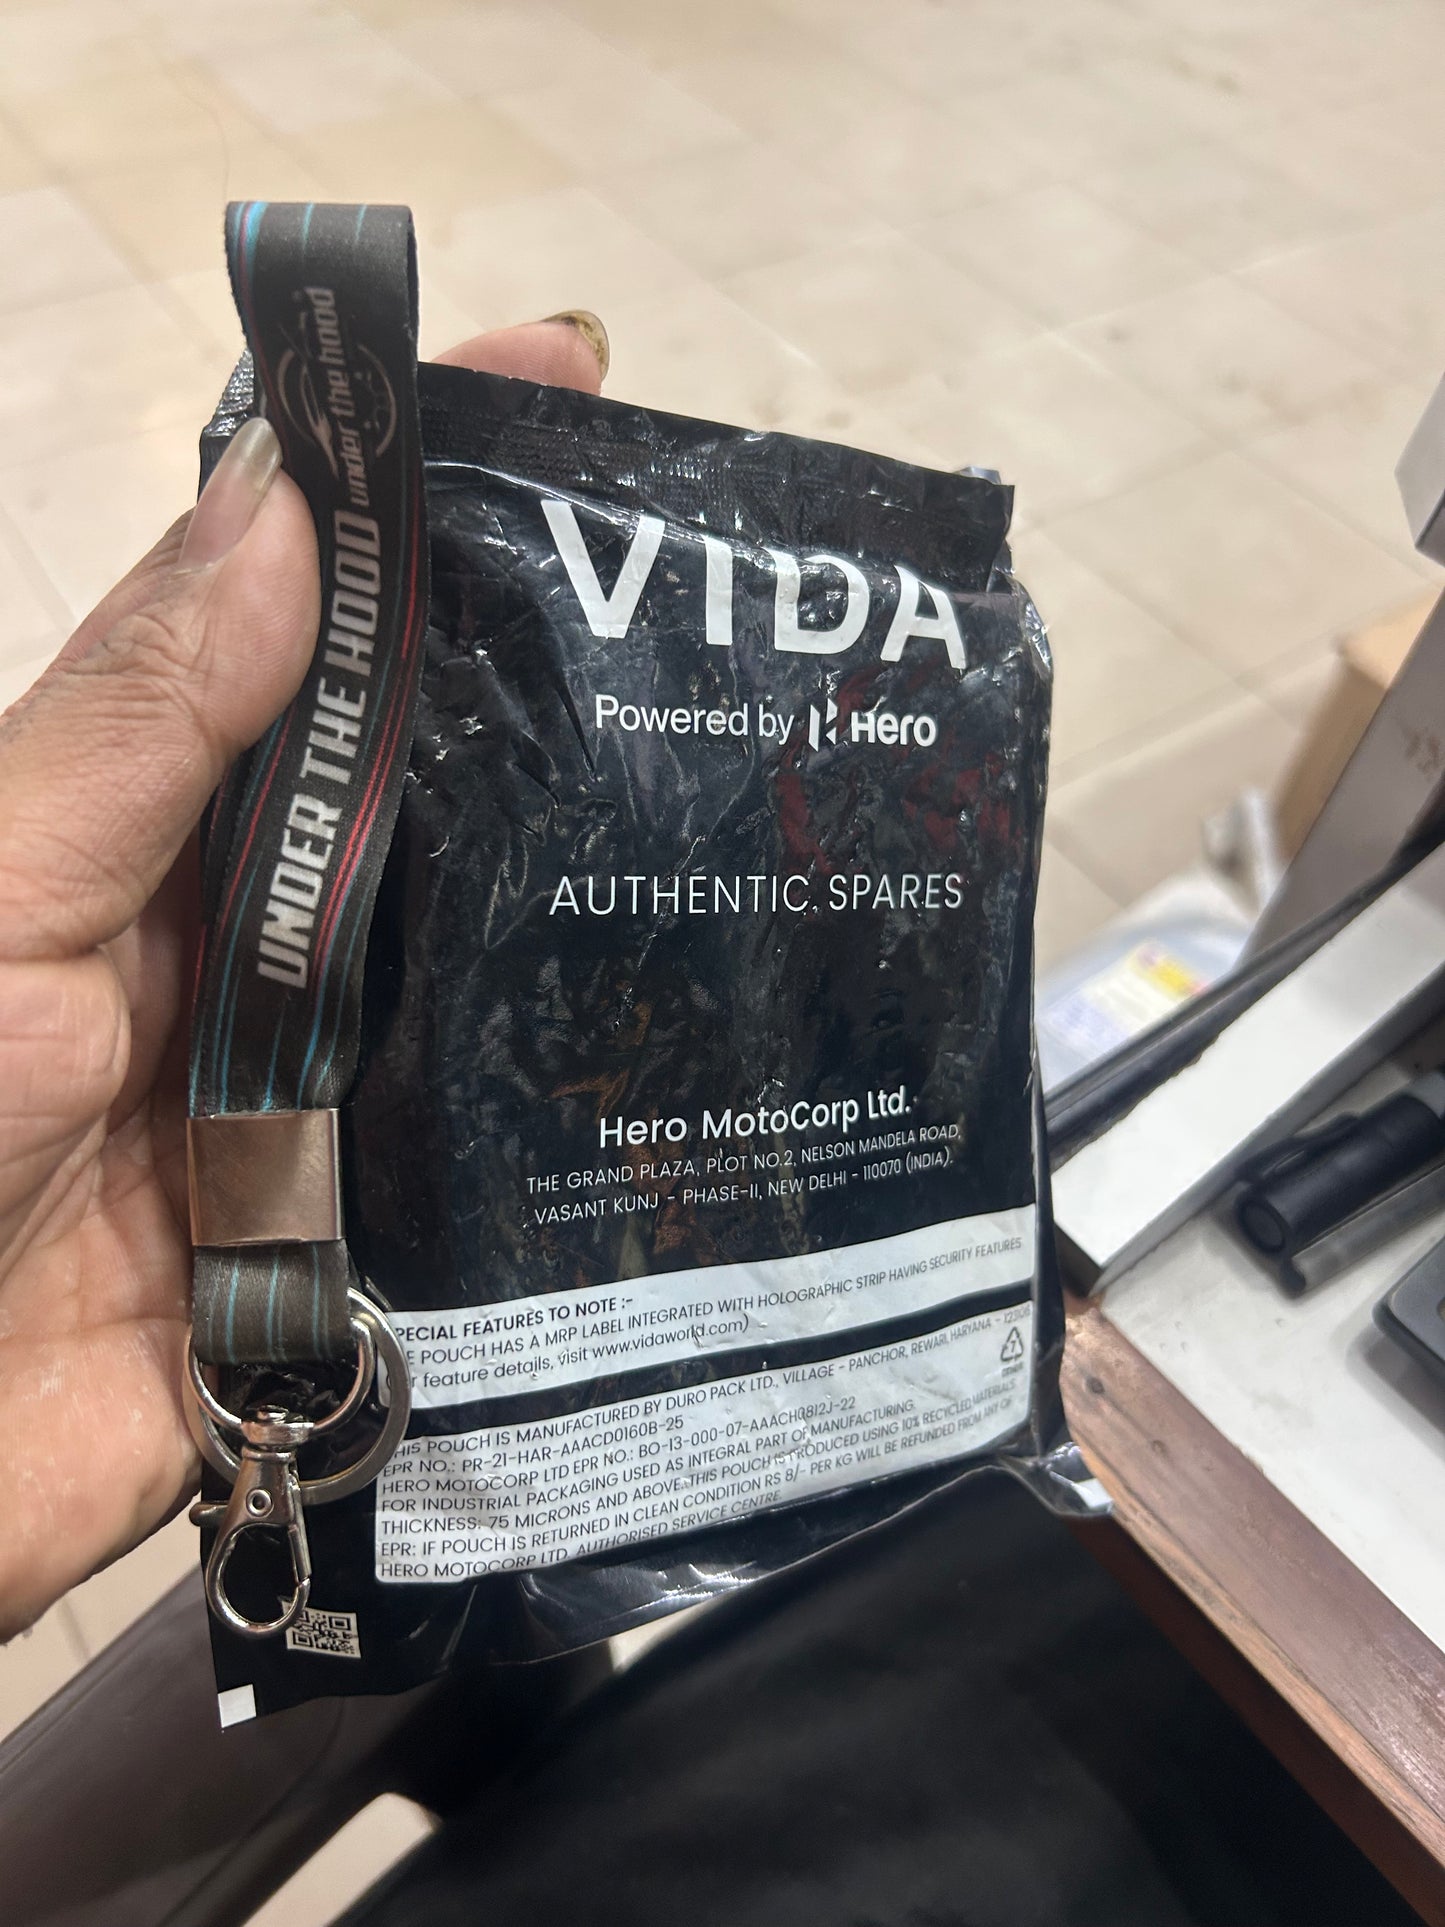 under the hood
UNDER THE HOOD
VIDA
Powered by Hero
AUTHENTIC SPARES
Hero MotoCorp Ltd.
THE GRAND PLAZA, PLOT NO.2, NELSON MANDELA ROAD,
VASANT KUNJ - PHASE-II, NEW DELHI - 110070 (INDIA).
PECIAL FEATURES TO NOTE :-
E POUCH HAS A MRP LABEL INTEGRATED WITH HOLOGRAPHIC STRIP HAVING SECURITY FEATURES
r feature details, visit www.vidaworld.com)
HIS POUCH IS MANUFACTURED BY DURO PACK LTD., VILLAGE - PANCHOR, REWARI, HARYANA -
EPR NO.: PR-21-HAR-AAACD0160B-25
HERO MOTOCORP LTD EPR NO.: BO-13-000-07-AAACH0812J-22
FOR INDUSTRIAL PACKAGING USED AS INTEGRAL PART OF MANUFACTURING.
THICKNESS: 75 MICRONS AND ABOVE. THIS POUCH IS PRODUCED USING 10% RECYCLED MATERIALS
EPR: IF POUCH IS RETURNED IN CLEAN CONDITION RS 8/- PER KG WILL BE REFUNDED FROM ANY OF
HERO MOTOCORP LTD. AUTHORISED SERVICE CENTRE.
7